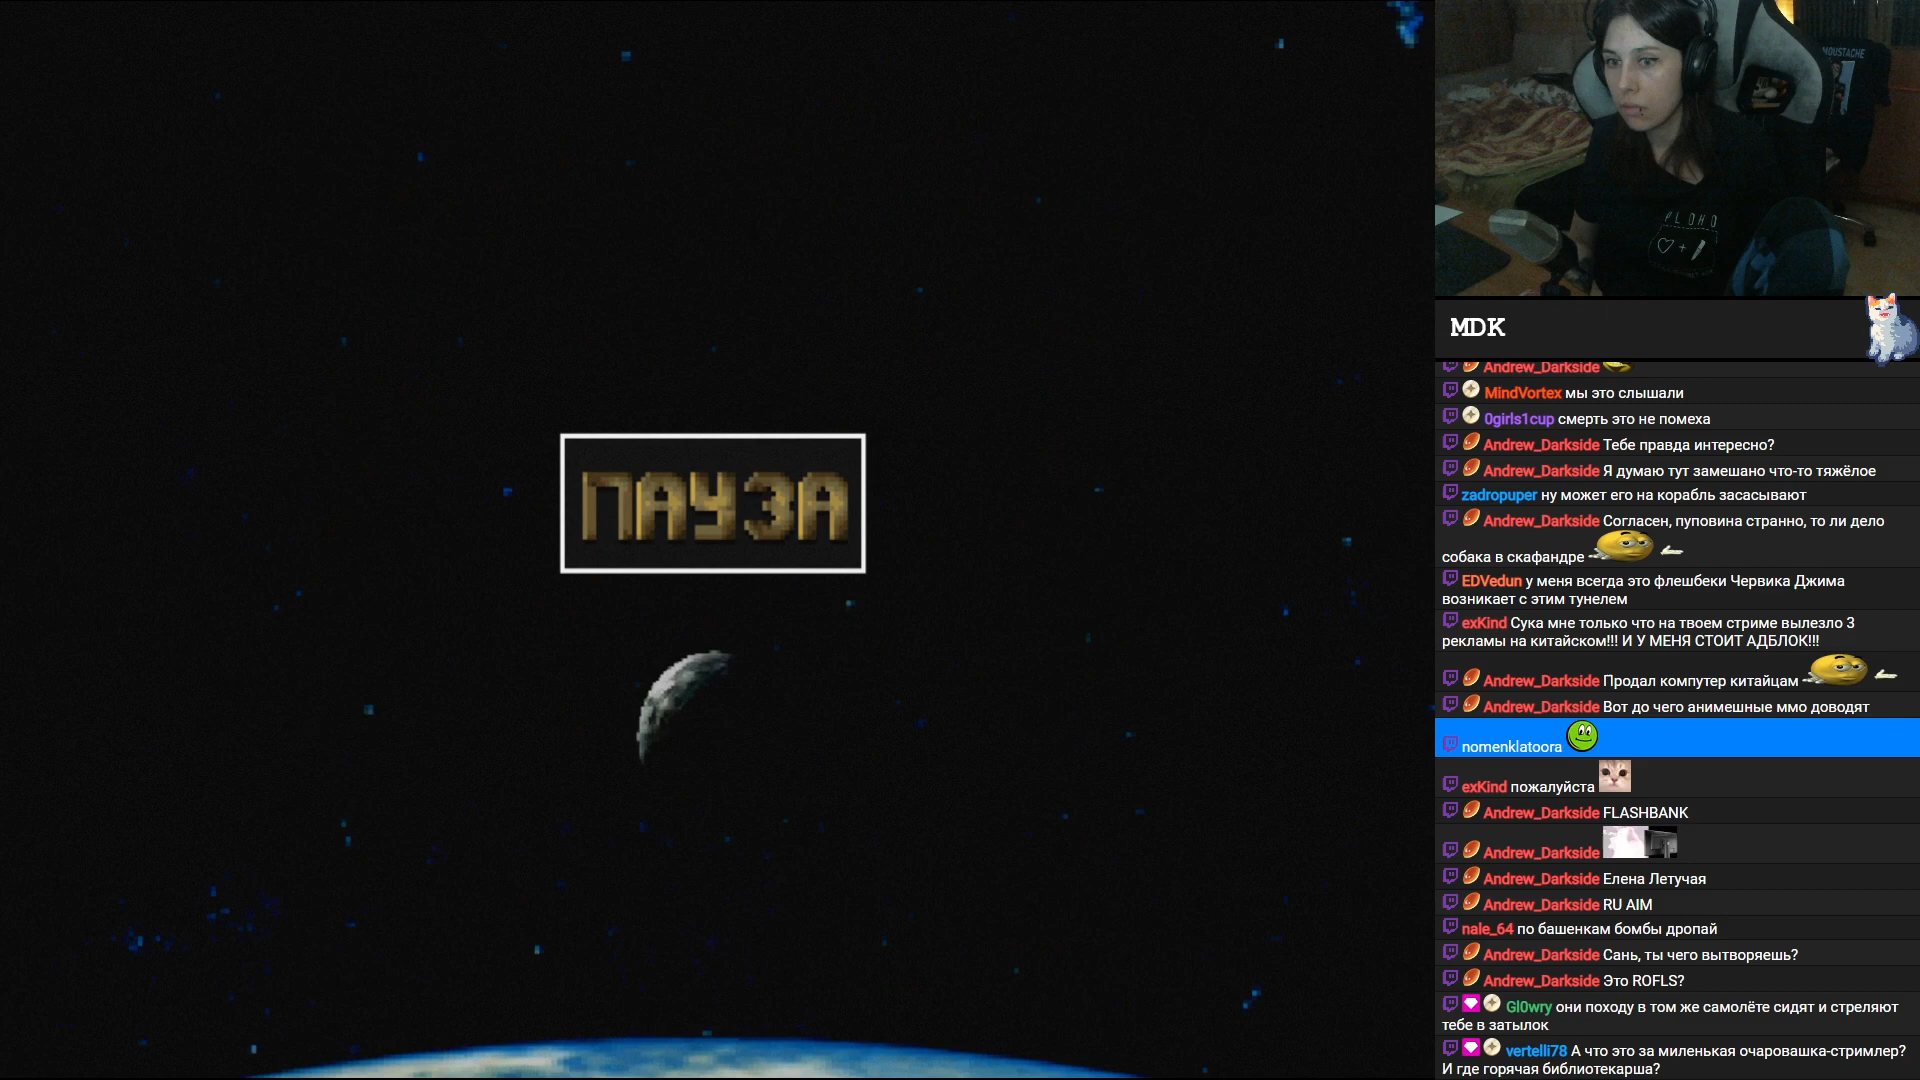 ПАУЗА
MOUSTACHE
PLOHO
MDK
Andrew_Darkside
MindVortex мы это слышали
0girls1cup смерть это не помеха
Andrew_Darkside Тебе правда интересно?
Andrew_Darkside Я думаю тут замешано что-то тяжёлое
zadropuper ну может его на корабль засасывают
Andrew_Darkside Согласен, пуповина странно, то ли дело
собака в скафандре
EDVedun у меня всегда это флешбеки Червика Джима
возникает с этим тунелем
exKind Сука мне только что на твоем стриме вылезло 3
рекламы на китайском!!! И У МЕНЯ СТОИТ АДБЛОК!!!
Andrew_Darkside Продал компутер китайцам
Andrew_Darkside Вот до чего анимешные ммо доводят
nomenklatoora
exKind пожалуйста
Andrew_Darkside FLASHBANK
Andrew_Darkside
Andrew_Darkside Елена Летучая
Andrew_Darkside RU AIM
nale_64 по башенкам бомбы дропай
Andrew_Darkside Сань, ты чего вытворяешь?
Andrew_Darkside Это ROFLS?
Gl0wry они походу в том же самолёте сидят и стреляют
тебе в затылок
vertelli78 А что это за миленькая очаровашка-стример?
И где горячая библиотекарша?